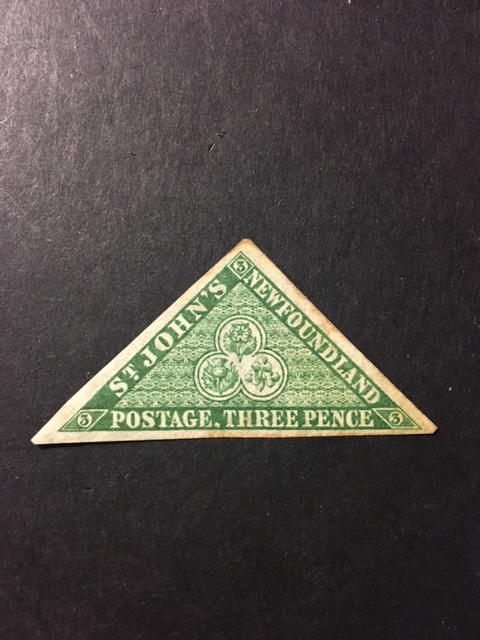 3
ST. JOHN'S
NEWFOUNDLAND
3 POSTAGE. THREE PENCE 3